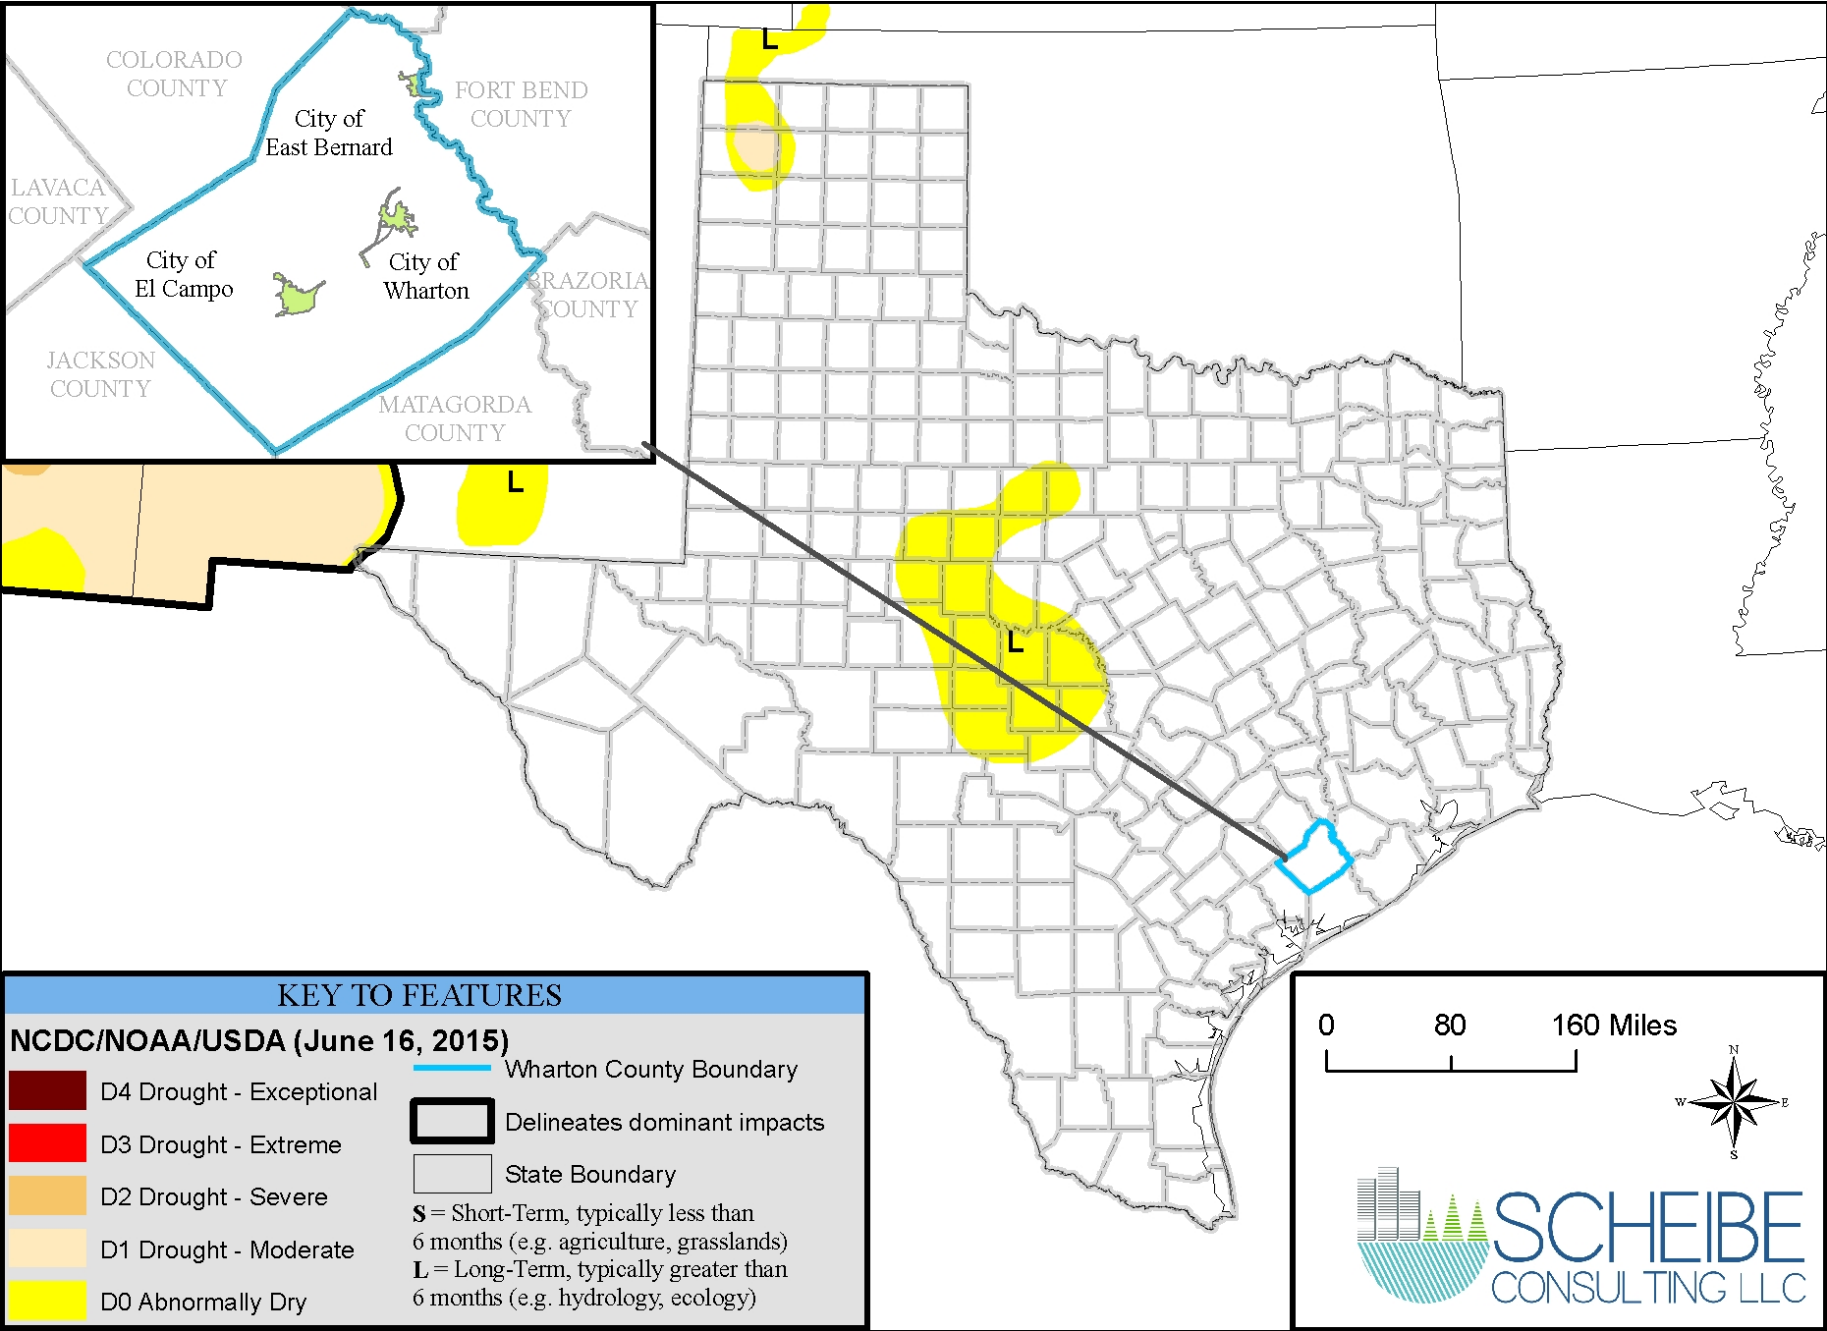 COLORADO
COUNTY
FORT BEND
COUNTY
City of
East Bernard
LAVACA
COUNTY
City of
El Campo
City of
Wharton
BRAZORIA
COUNTY
JACKSON
COUNTY
MATAGORDA
COUNTY
L
L
L
KEY TO FEATURES
NCDC/NOAA/USDA (June 16, 2015)
D4 Drought - Exceptional
D3 Drought - Extreme
D2 Drought - Severe
D1 Drought - Moderate
D0 Abnormally Dry
Wharton County Boundary
Delineates dominant impacts
State Boundary
S = Short-Term, typically less than
6 months (e.g. agriculture, grasslands)
L = Long-Term, typically greater than
6 months (e.g. hydrology, ecology)
0 80 160 Miles
N
W E
S
SCHEIBE
CONSULTING LLC